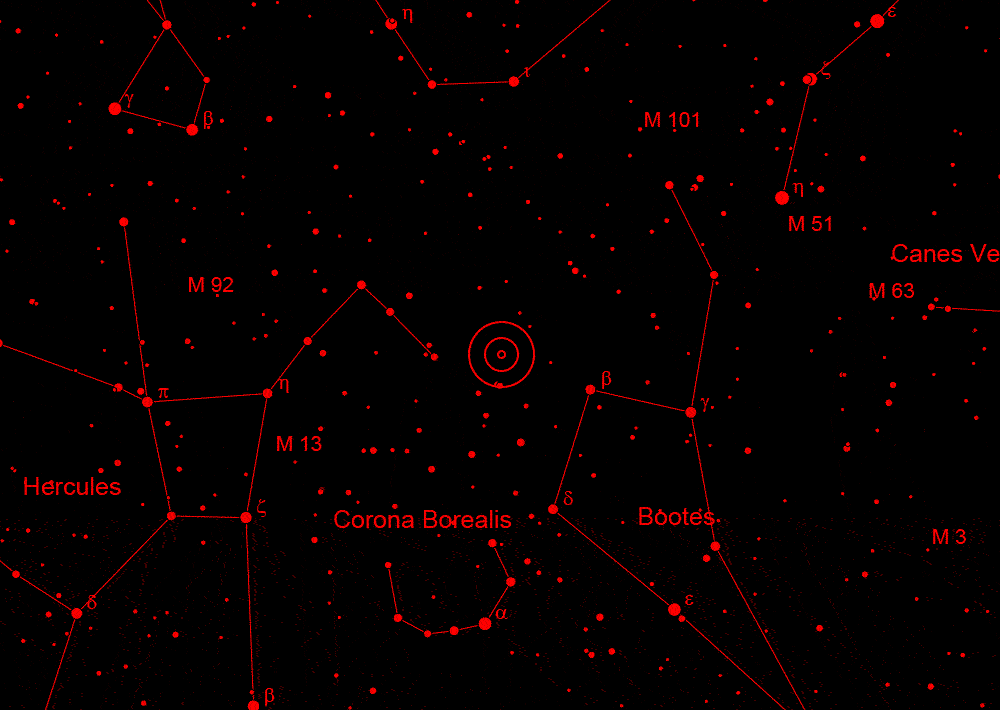 η
ε
ι
ζ
γ
β
M 101
η
M 51
Canes Ve
M 92
M 63
π
η
β
γ
M 13
Hercules
δ
ζ
Corona Borealis
Bootes
M 3
δ
α
ε
β